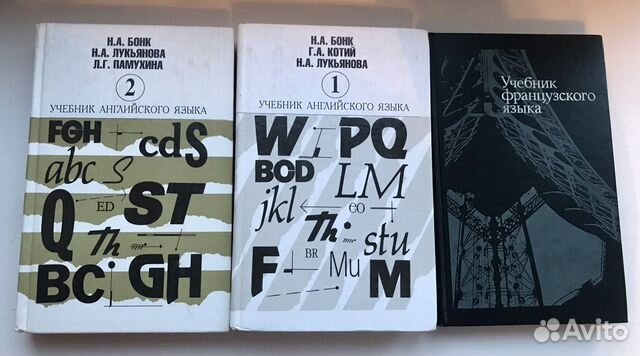 Н.А. БОНК
Н.А. ЛУКЬЯНОВА
Л.Г. ПАМУХИНА
2
УЧЕБНИК АНГЛИЙСКОГО ЯЗЫКА
FGH
cdS
abc S
Q
ED
ST
Th
BC
GH
Н.А. БОНК
Г.А. КОТИЙ
Н.А. ЛУКЬЯНОВА
1
УЧЕБНИК АНГЛИЙСКОГО ЯЗЫКА
W
PQ
BOD
LM
jkl
EO
Th
stu
BR
F
Mu
M
Учебник
французского
языка
Avito